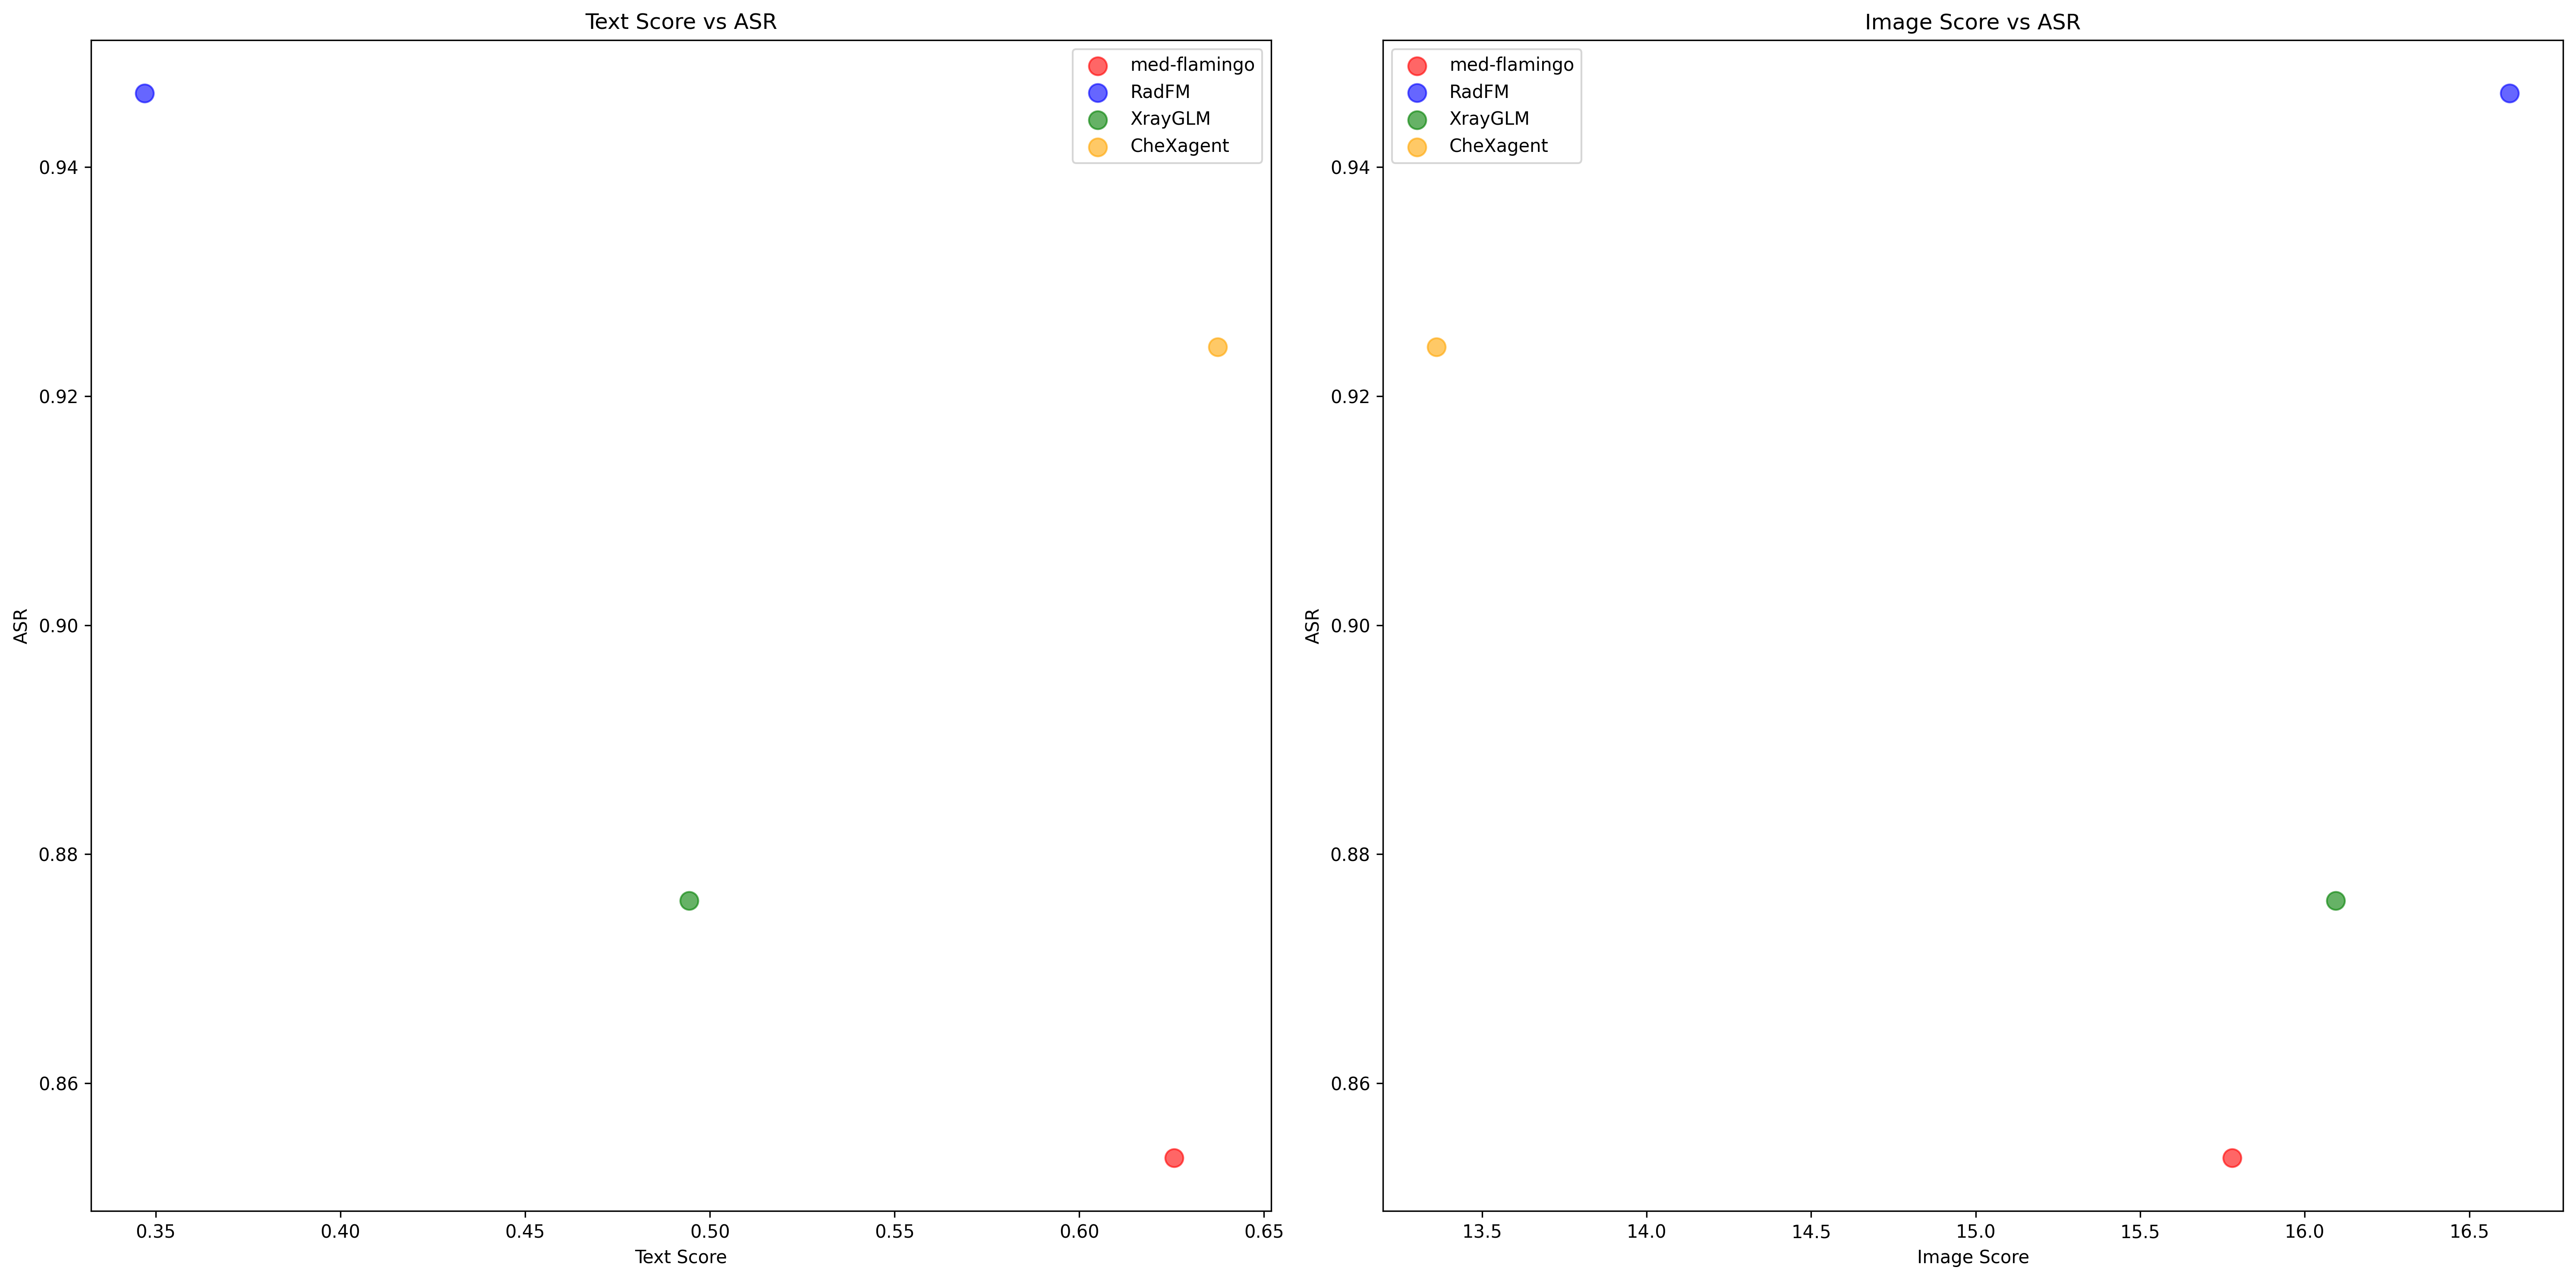 Text Score vs ASR
med-flamingo
RadFM
XrayGLM
CheXagent
ASR
0.94
0.92
0.90
0.88
0.86
0.35 0.40 0.45 0.50 0.55 0.60 0.65
Text Score
Image Score vs ASR
med-flamingo
RadFM
XrayGLM
CheXagent
ASR
0.94
0.92
0.90
0.88
0.86
13.5 14.0 14.5 15.0 15.5 16.0 16.5
Image Score